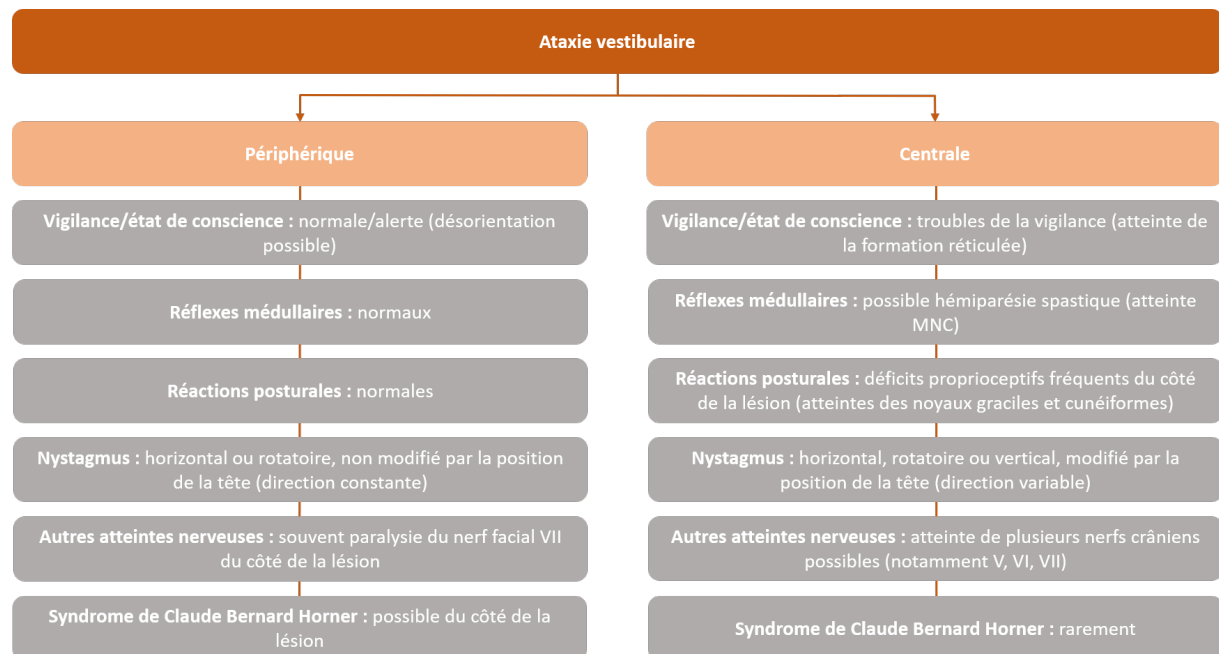 Ataxie vestibulaire
Périphérique
Vigilance/état de conscience : normale/alerte (désorientation
possible)
Réflexes médullaires : normaux
Réactions posturales : normales
Nystagmus : horizontal ou rotatoire, non modifié par la position
de la tête (direction constante)
Autres atteintes nerveuses : souvent paralysie du nerf facial VII
du côté de la lésion
Syndrome de Claude Bernard Horner : possible du côté de la
lésion
Centrale
Vigilance/état de conscience : troubles de la vigilance (atteinte de
la formation réticulée)
Réflexes médullaires : possible hémiparésie spastique (atteinte
MNC)
Réactions posturales : déficits proprioceptifs fréquents du côté
de la lésion (atteintes des noyaux graciles et cunéiformes)
Nystagmus : horizontal, rotatoire ou vertical, modifié par la
position de la tête (direction variable)
Autres atteintes nerveuses : atteinte de plusieurs nerfs crâniens
possibles (notamment V, VI, VII)
Syndrome de Claude Bernard Horner : rarement